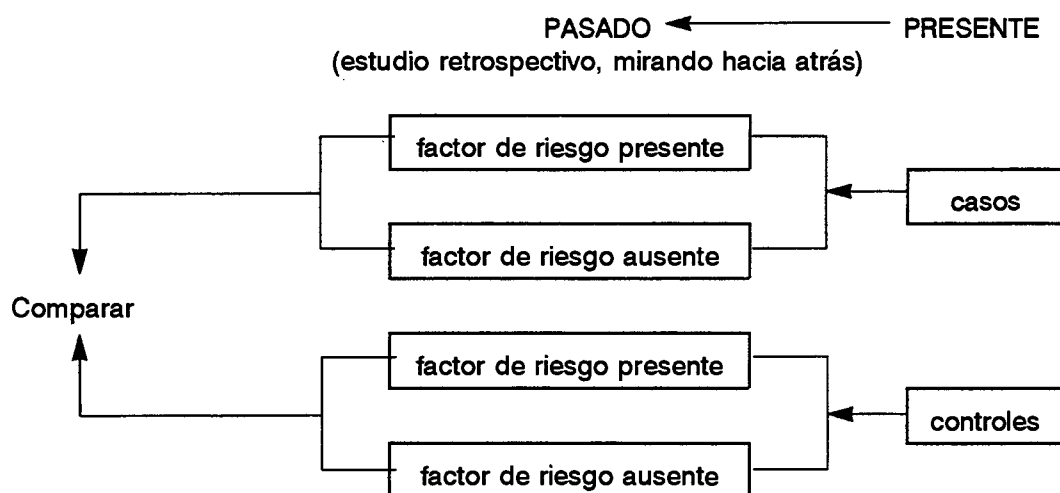 PASADO PRESENTE
(estudio retrospectivo, mirando hacia atrás)
factor de riesgo presente
casos
factor de riesgo ausente
Comparar
factor de riesgo presente
controles
factor de riesgo ausente